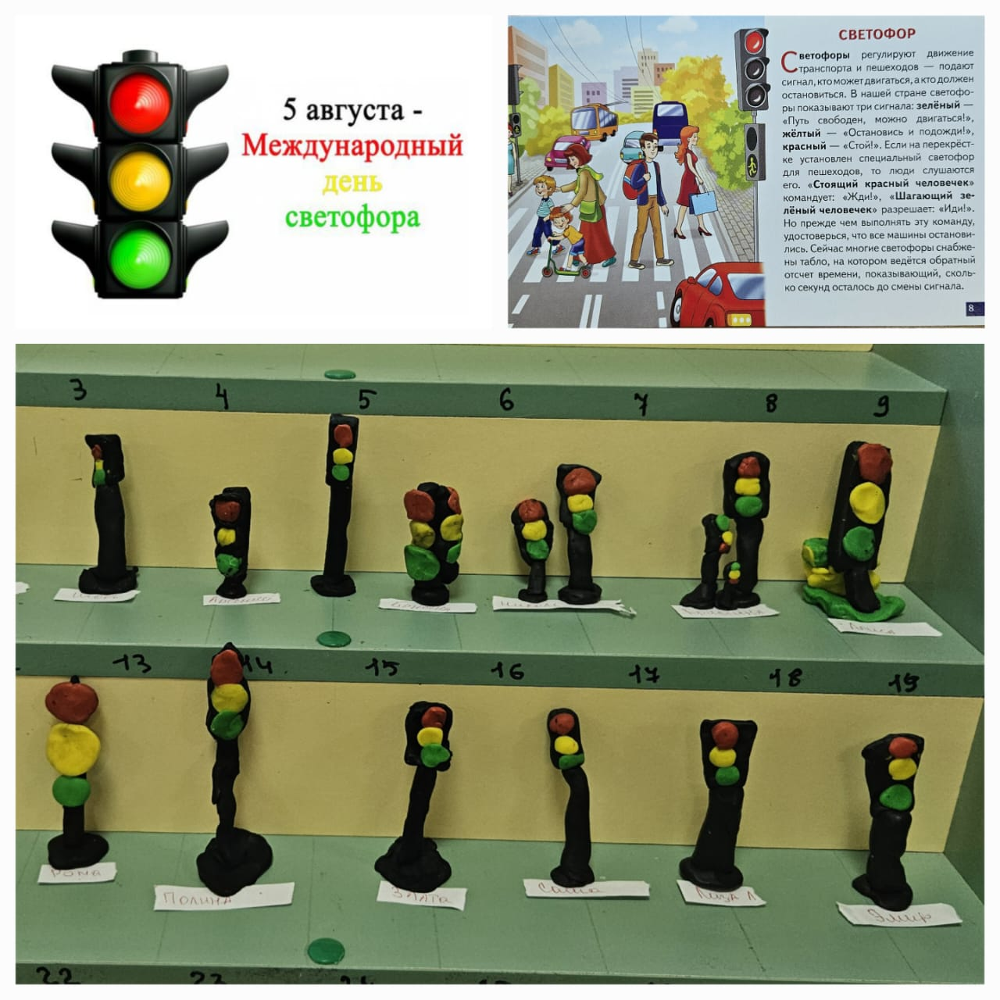 5 августа -
Международный
день
светофора
СВЕТОФОР
Светофоры регулируют движение
транспорта и пешеходов — подают
сигнал, кто может двигаться, а кто должен
остановиться. В нашей стране светофо-
ры показывают три сигнала: зелёный —
«Путь свободен, можно двигаться!»,
жёлтый — «Остановись и подожди!»,
красный — «Стой!». Если на перекрёст-
ке установлен специальный светофор
для пешеходов, то люди слушаются
его. «Стоящий красный человечек»
командует: «Жди!», «Шагающий зе-
лёный человечек» разрешает: «Иди!».
Но прежде чем выполнять эту команду,
удостоверься, что все машины останови-
лись. Сейчас многие светофоры снабже-
ны табло, на котором ведётся обратный
отсчет времени, показывающий, сколь-
ко секунд осталось до смены сигнала.
8
3 4 5 6 7 8 9
Алиса
13 14 15 16 17 18 19
Рома Полина Злата Саша Лиза Л Эмир
22 23